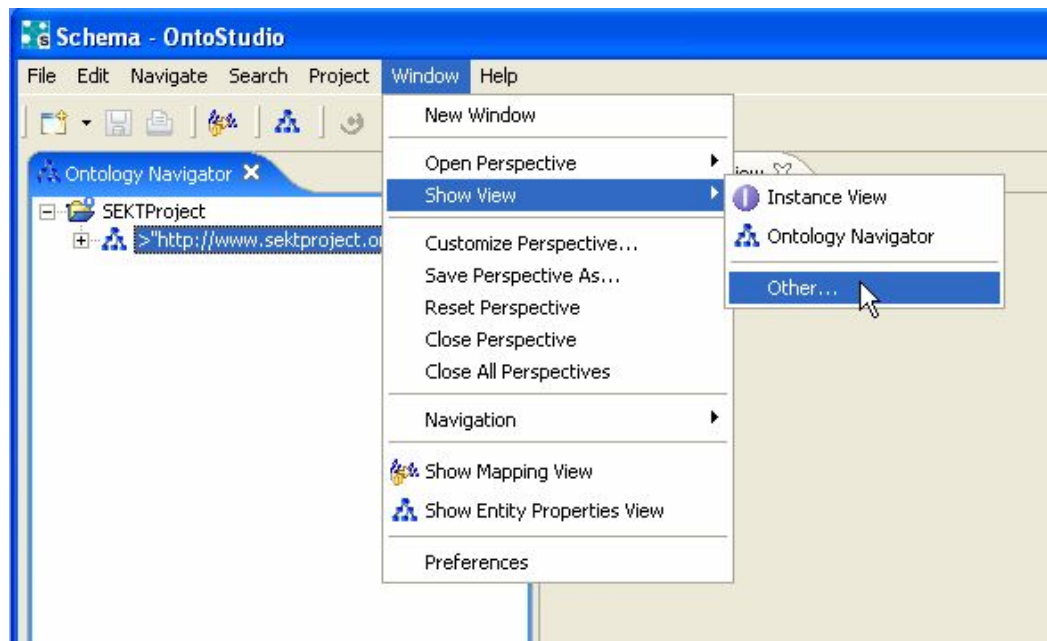 Schema - OntoStudio
File Edit Navigate Search Project Window Help
Ontology Navigator
SEKTProject
>"http://www.sektproject.o
New Window
Open Perspective
Show View
Customize Perspective...
Save Perspective As...
Reset Perspective
Close Perspective
Close All Perspectives
Navigation
Show Mapping View
Show Entity Properties View
Preferences
Instance View
Ontology Navigator
Other...